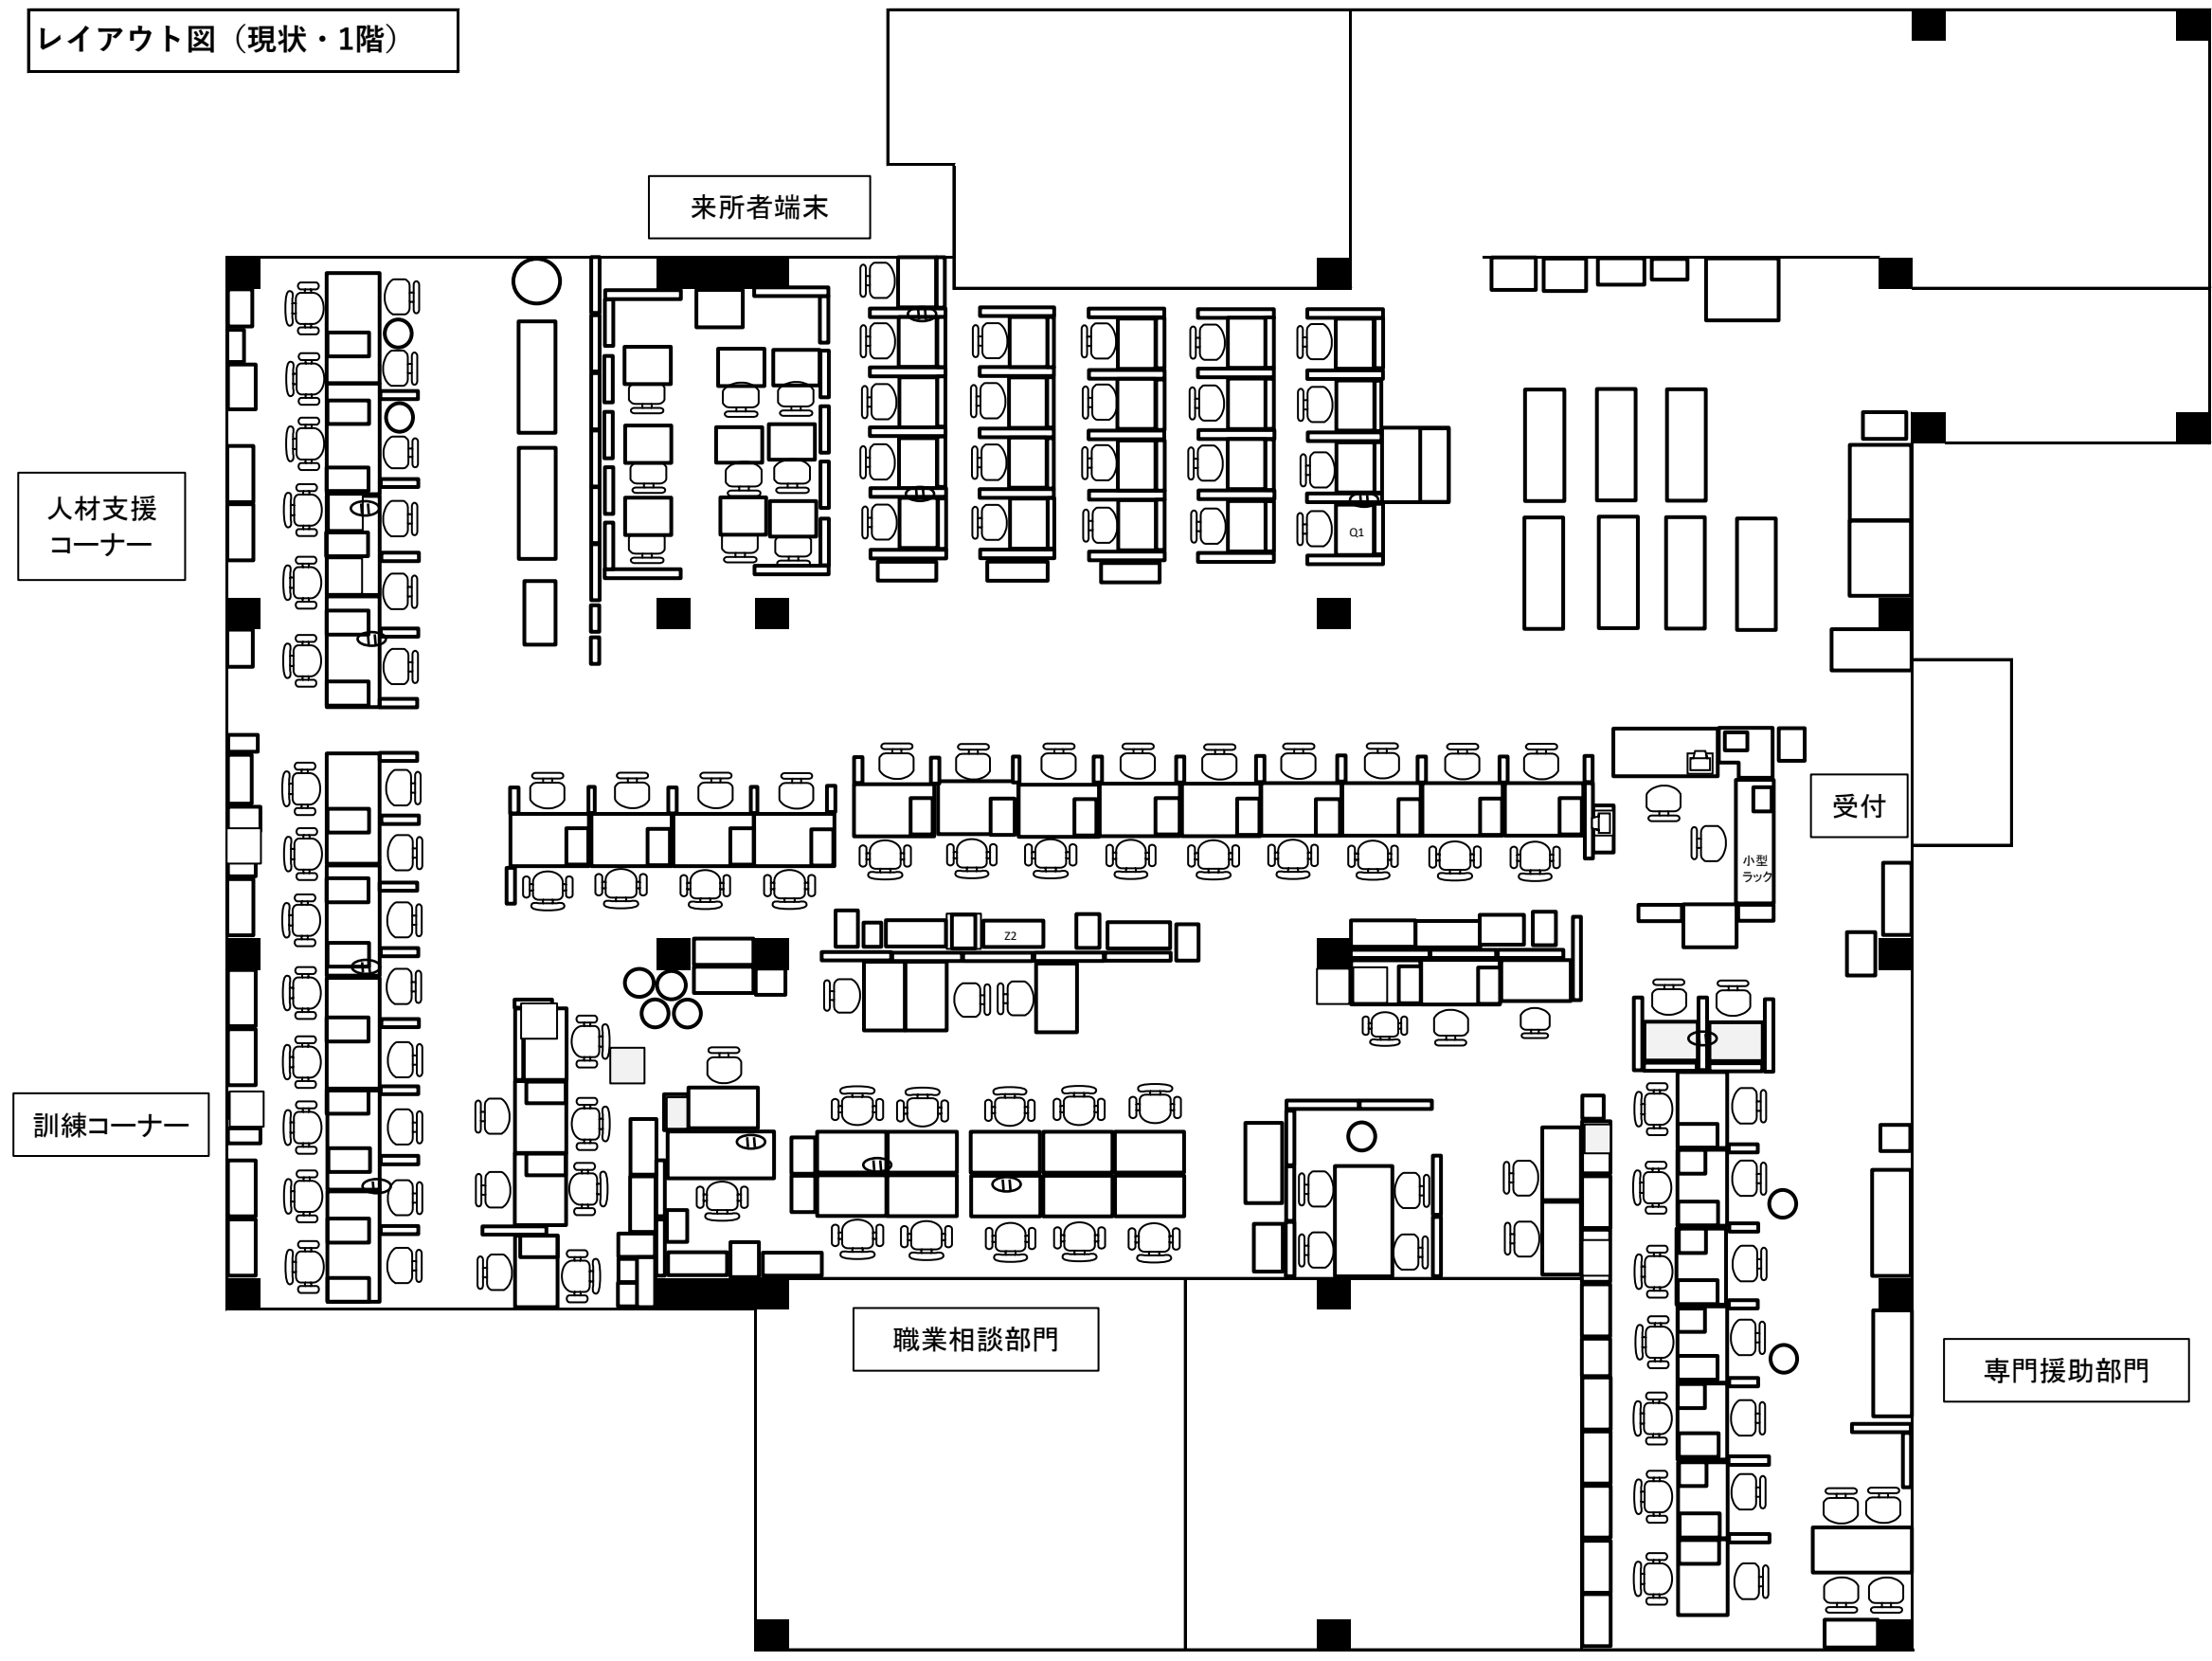 レイアウト図（現状・1階）
来所者端末
人材支援
コーナー
Q1
受付
小型
ラック
Z2
訓練コーナー
職業相談部門
専門援助部門